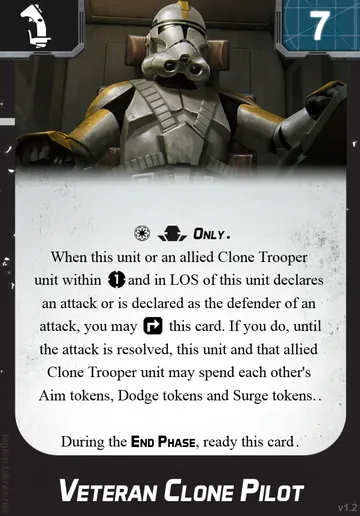 7
Only.
When this unit or an allied Clone Trooper
unit within 1 and in LOS of this unit declares
an attack or is declared as the defender of an
attack, you may this card. If you do, until
the attack is resolved, this unit and that allied
Clone Trooper unit may spend each other's
Aim tokens, Dodge tokens and Surge tokens. .
During the End Phase, ready this card.
Veteran Clone Pilot
v1.2